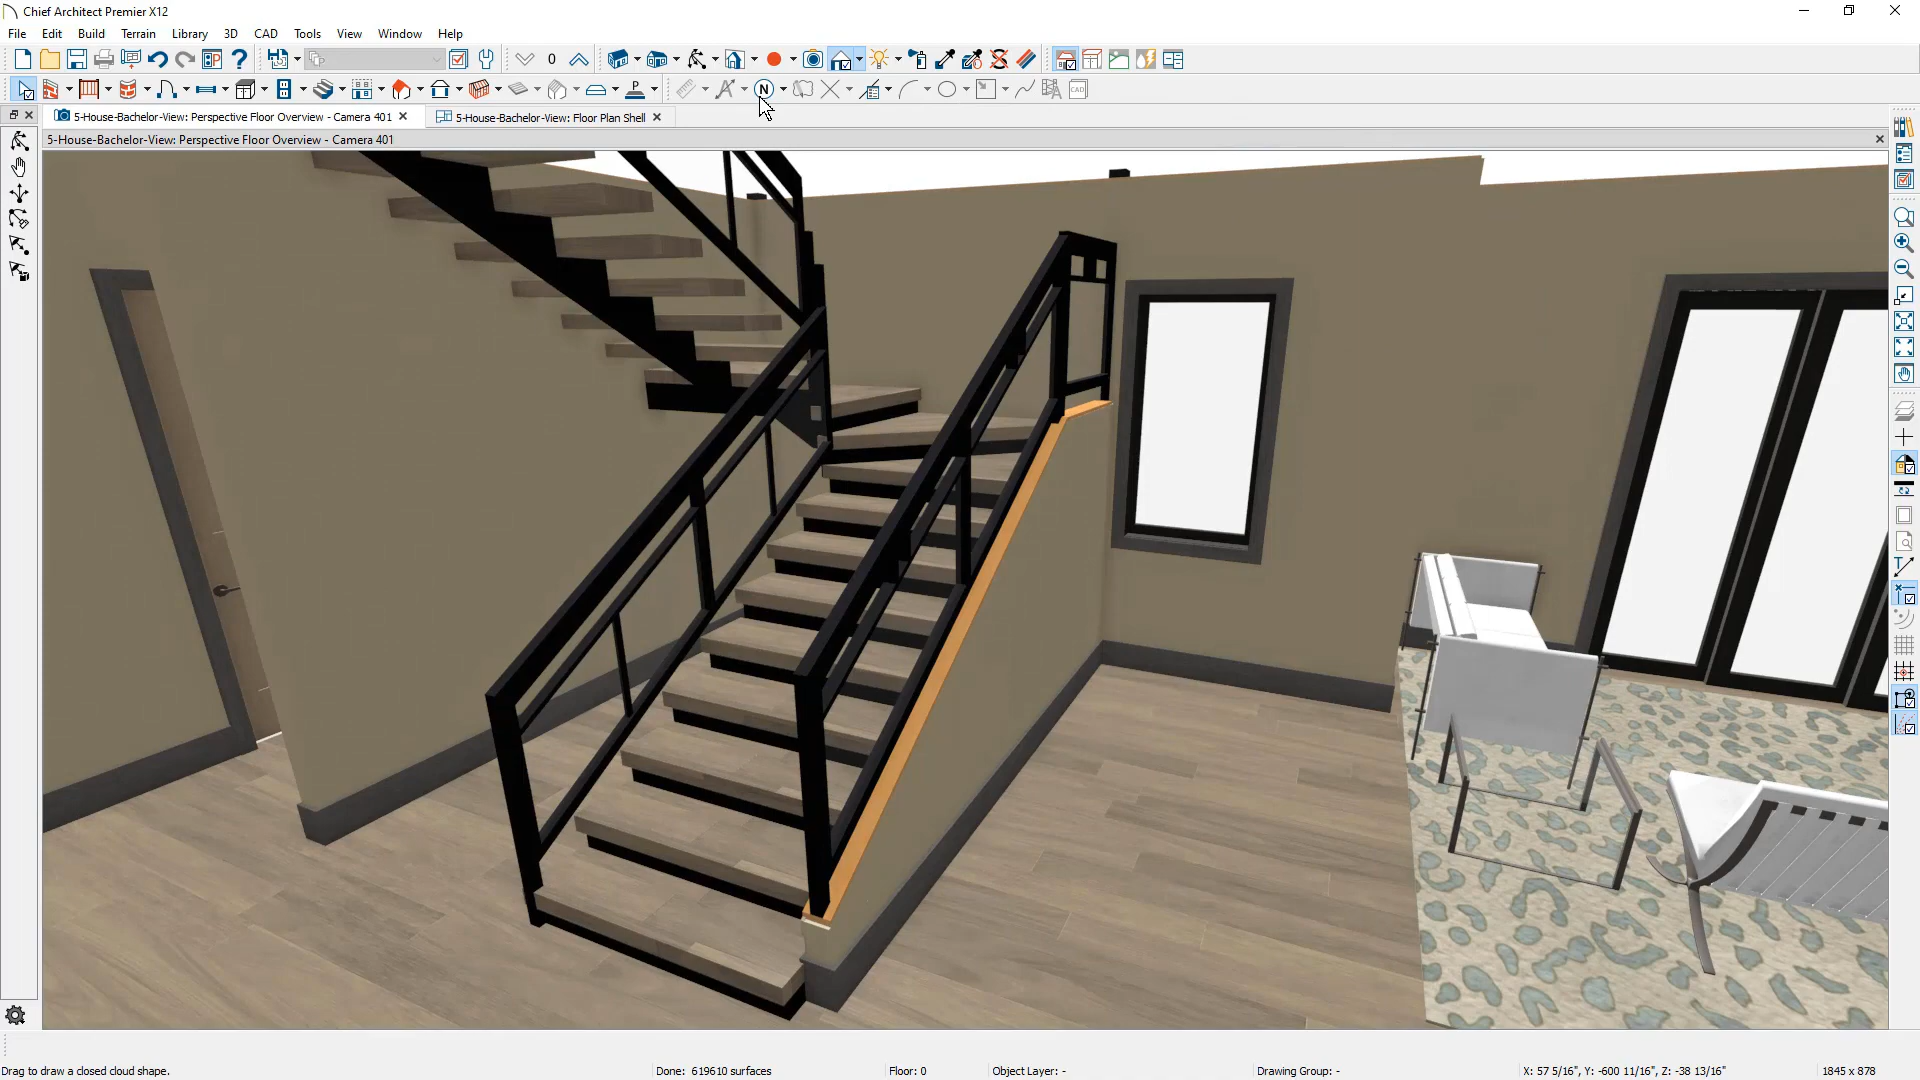 Chief Architect Premier X12
File Edit Build Terrain Library 3D CAD Tools View Window Help
0
P
N
CAD
5-House-Bachelor-View: Perspective Floor Overview - Camera 401
5-House-Bachelor-View: Floor Plan Shell
5-House-Bachelor-View: Perspective Floor Overview - Camera 401
T
Drag to draw a closed cloud shape.
Done: 619610 surfaces
Floor: 0
Object Layer: -
Drawing Group: -
X: 57 5/16", Y: -600 11/16", Z: -38 13/16"
1845 x 878